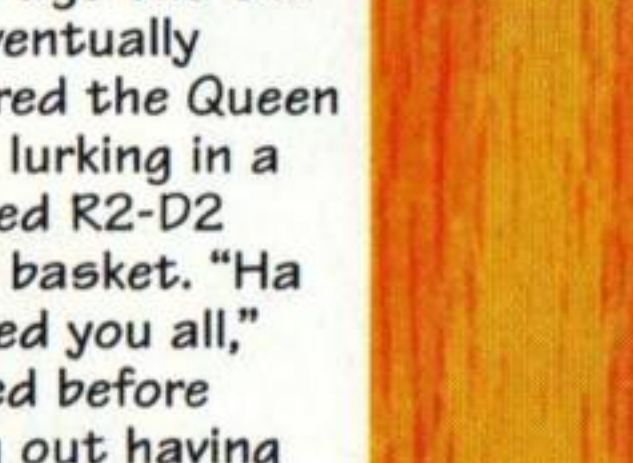 ventually
red the Queen
lurking in a
ed R2-D2
basket. “Ha
ed you all,”
ed before
out having